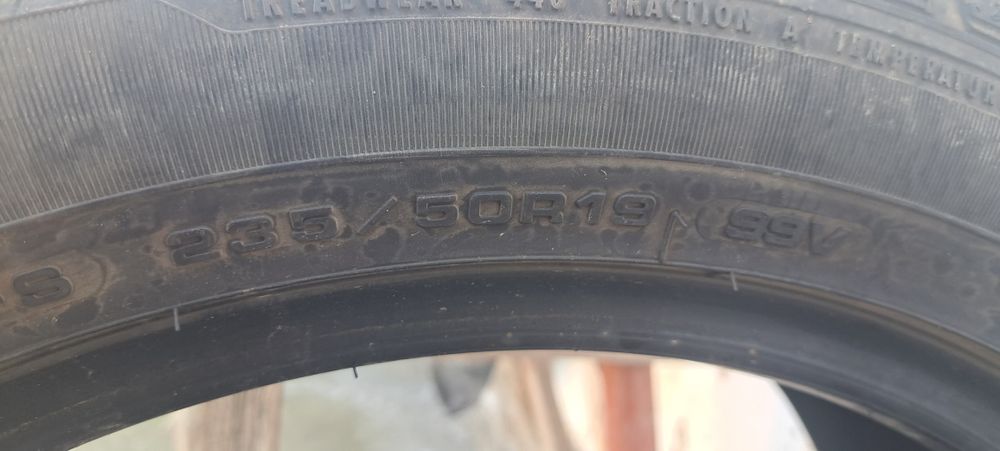 TREADWEAR 440 TRACTION A TEMPERATUR
S 235/50R19 99V